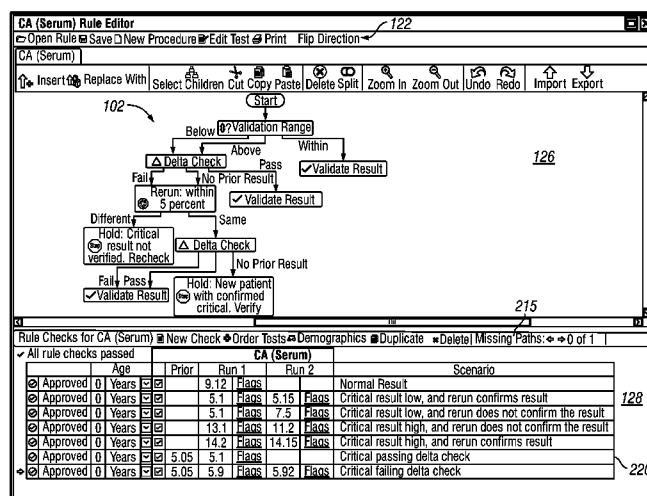 CA (Serum) Rule Editor
Open Rule Save New Procedure Edit Test Print Flip Direction 122
CA (Serum)
Insert Replace With Select Children Cut Copy Paste Delete Split Zoom In Zoom Out Undo Redo Import Export
102
Start
?Validation Range
Below Above Within
Delta Check
Validate Result
126
Fail No Prior Result Pass
Rerun: within
5 percent
Validate Result
Different Same
Hold: Critical
result not
verified. Recheck
Delta Check
No Prior Result
Fail Pass
Validate Result
Hold: New patient
with confirmed
critical. Verify
215
Rule Checks for CA (Serum) New Check Order Tests Demographics Duplicate Delete Missing Paths: 0 of 1
All rule checks passed CA (Serum)
Age Prior Run 1 Run 2 Scenario
Approved 0 Years 9.12 Flags Normal Result
Approved 0 Years 5.1 Flags 5.15 Flags Critical result low, and rerun confirms result
Approved 0 Years 5.1 Flags 7.5 Flags Critical result low, and rerun does not confirm the result
Approved 0 Years 13.1 Flags 11.2 Flags Critical result high, and rerun does not confirm the result
Approved 0 Years 14.2 Flags 14.15 Flags Critical result high, and rerun confirms result
Approved 0 Years 5.05 5.1 Flags Critical passing delta check
Approved 0 Years 5.05 5.9 Flags 5.92 Flags Critical failing delta check
128
220